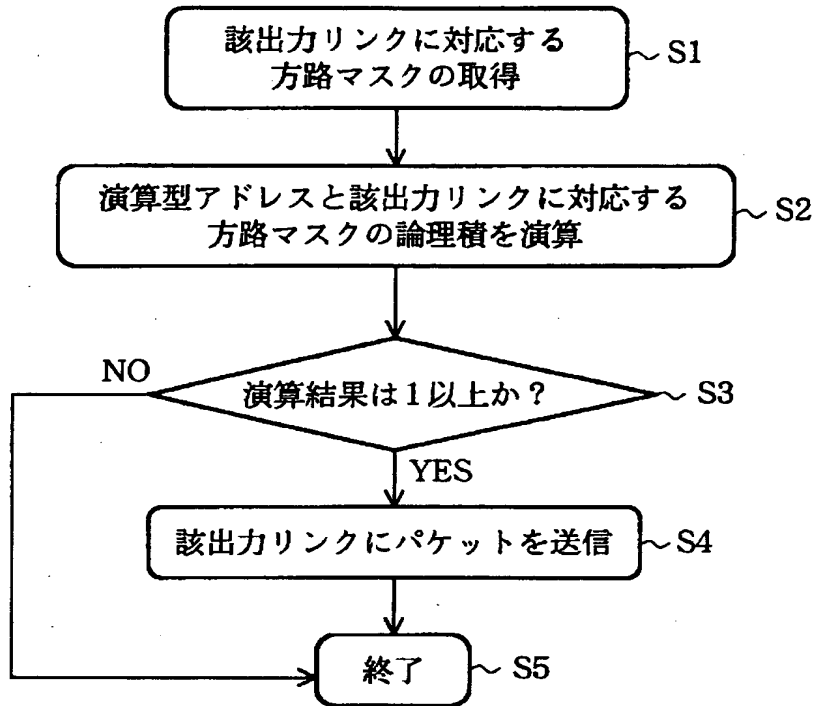 該出力リンクに対応する
方路マスクの取得
S1
演算型アドレスと該出力リンクに対応する
方路マスクの論理積を演算
S2
演算結果は1以上か？
S3
NO
YES
該出力リンクにパケットを送信
S4
終了
S5